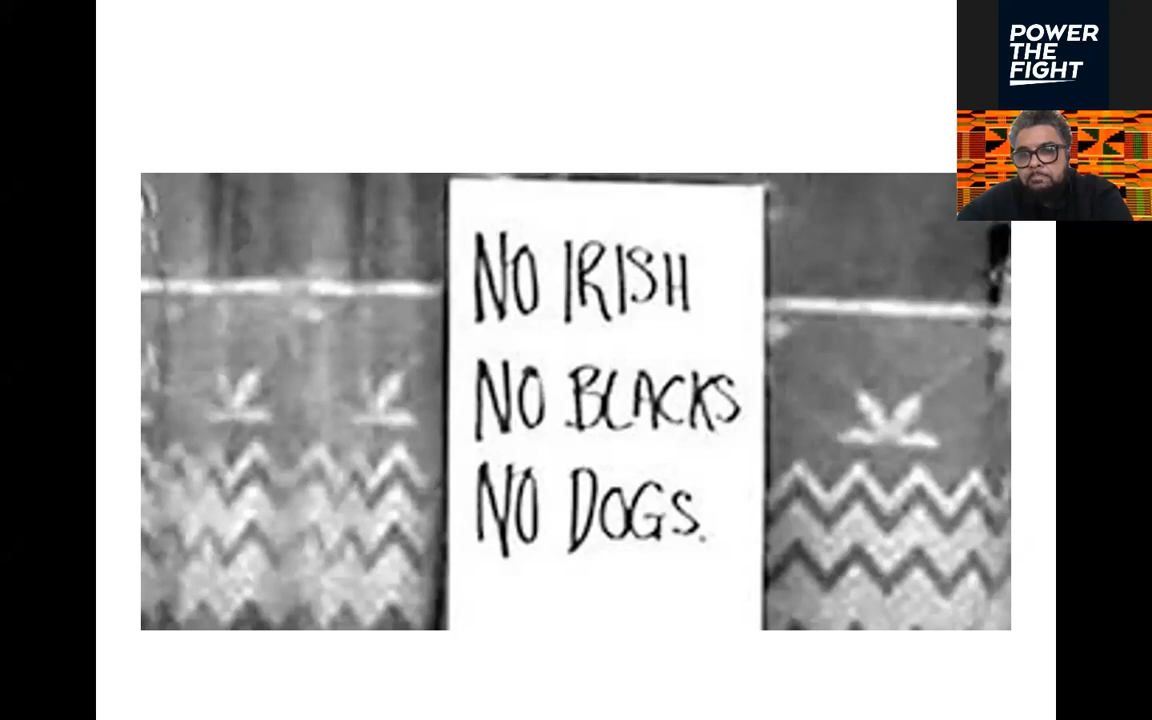 POWER
THE
FIGHT
NO IRISH
NO BLACKS
NO DOGS.